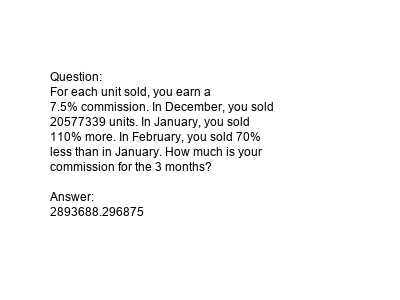 Question:
For each unit sold, you earn a
7.5% commission. In December, you sold
20577339 units. In January, you sold
110% more. In February, you sold 70%
less than in January. How much is your
commission for the 3 months?

Answer:
2893688.296875